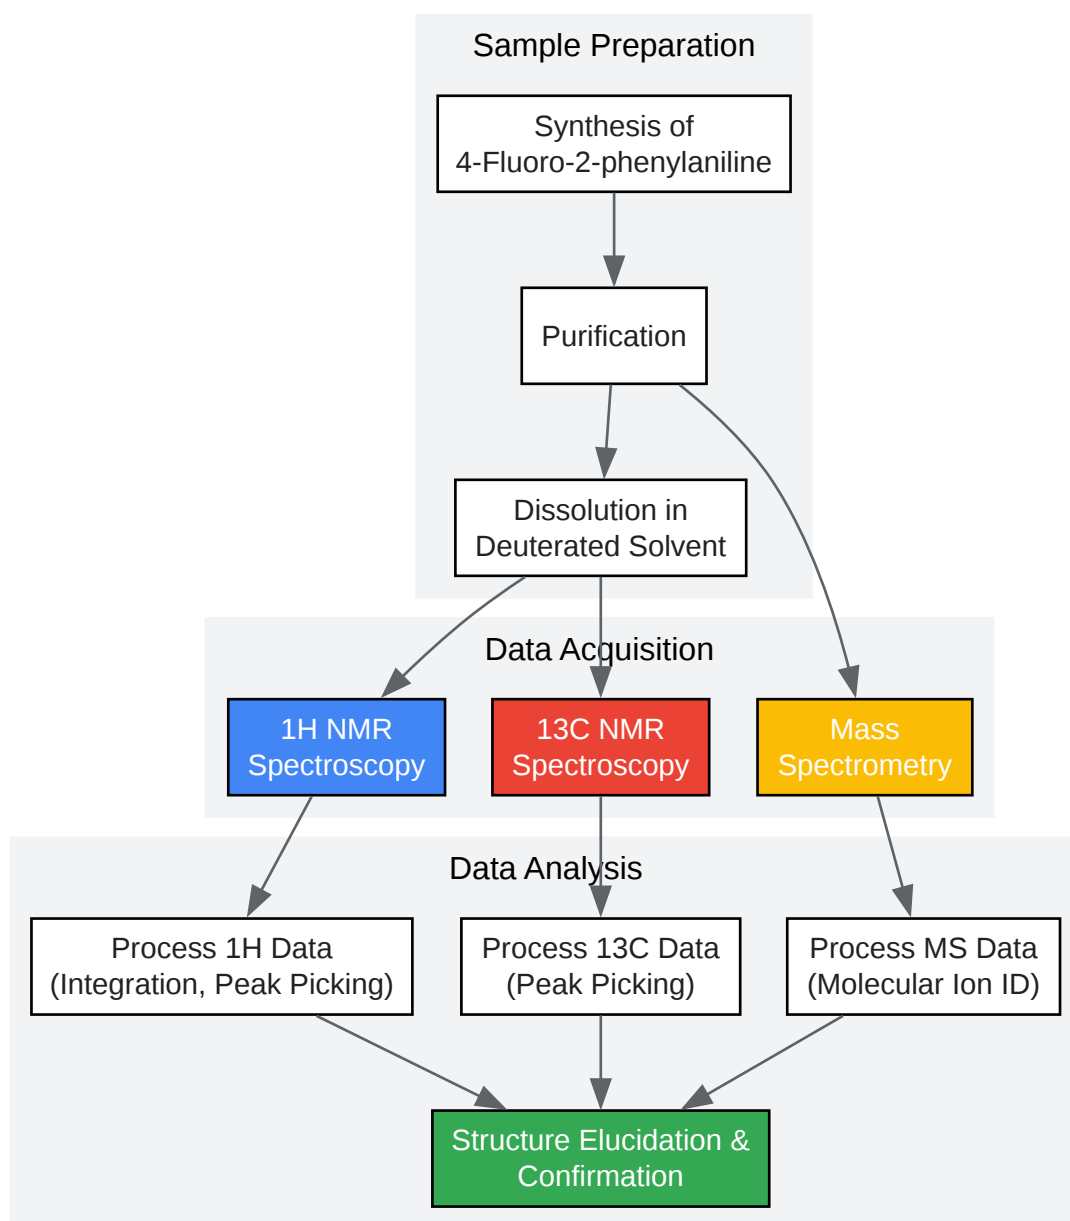 Sample Preparation
Synthesis of
4-Fluoro-2-phenylaniline
Purification
Dissolution in
Deuterated Solvent
Data Acquisition
1H NMR
Spectroscopy
13C NMR
Spectroscopy
Mass
Spectrometry
Data Analysis
Process 1H Data
(Integration, Peak Picking)
Process 13C Data
(Peak Picking)
Process MS Data
(Molecular Ion ID)
Structure Elucidation &
Confirmation